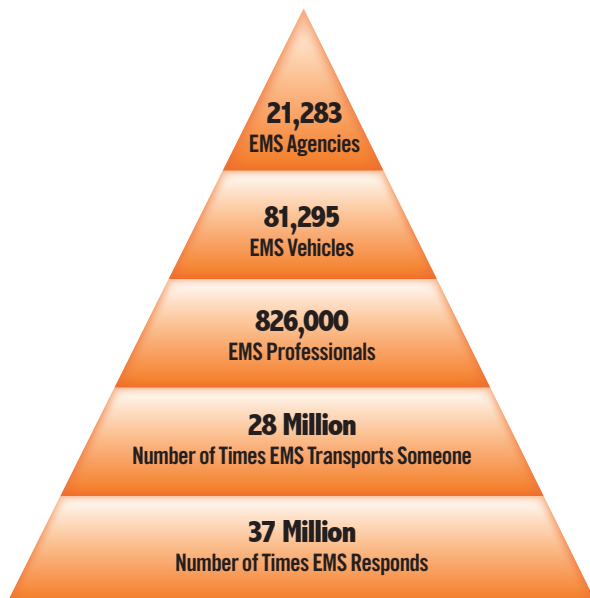 21,283
EMS Agencies
81,295
EMS Vehicles
826,000
EMS Professionals
28 Million
Number of Times EMS Transports Someone
37 Million
Number of Times EMS Responds